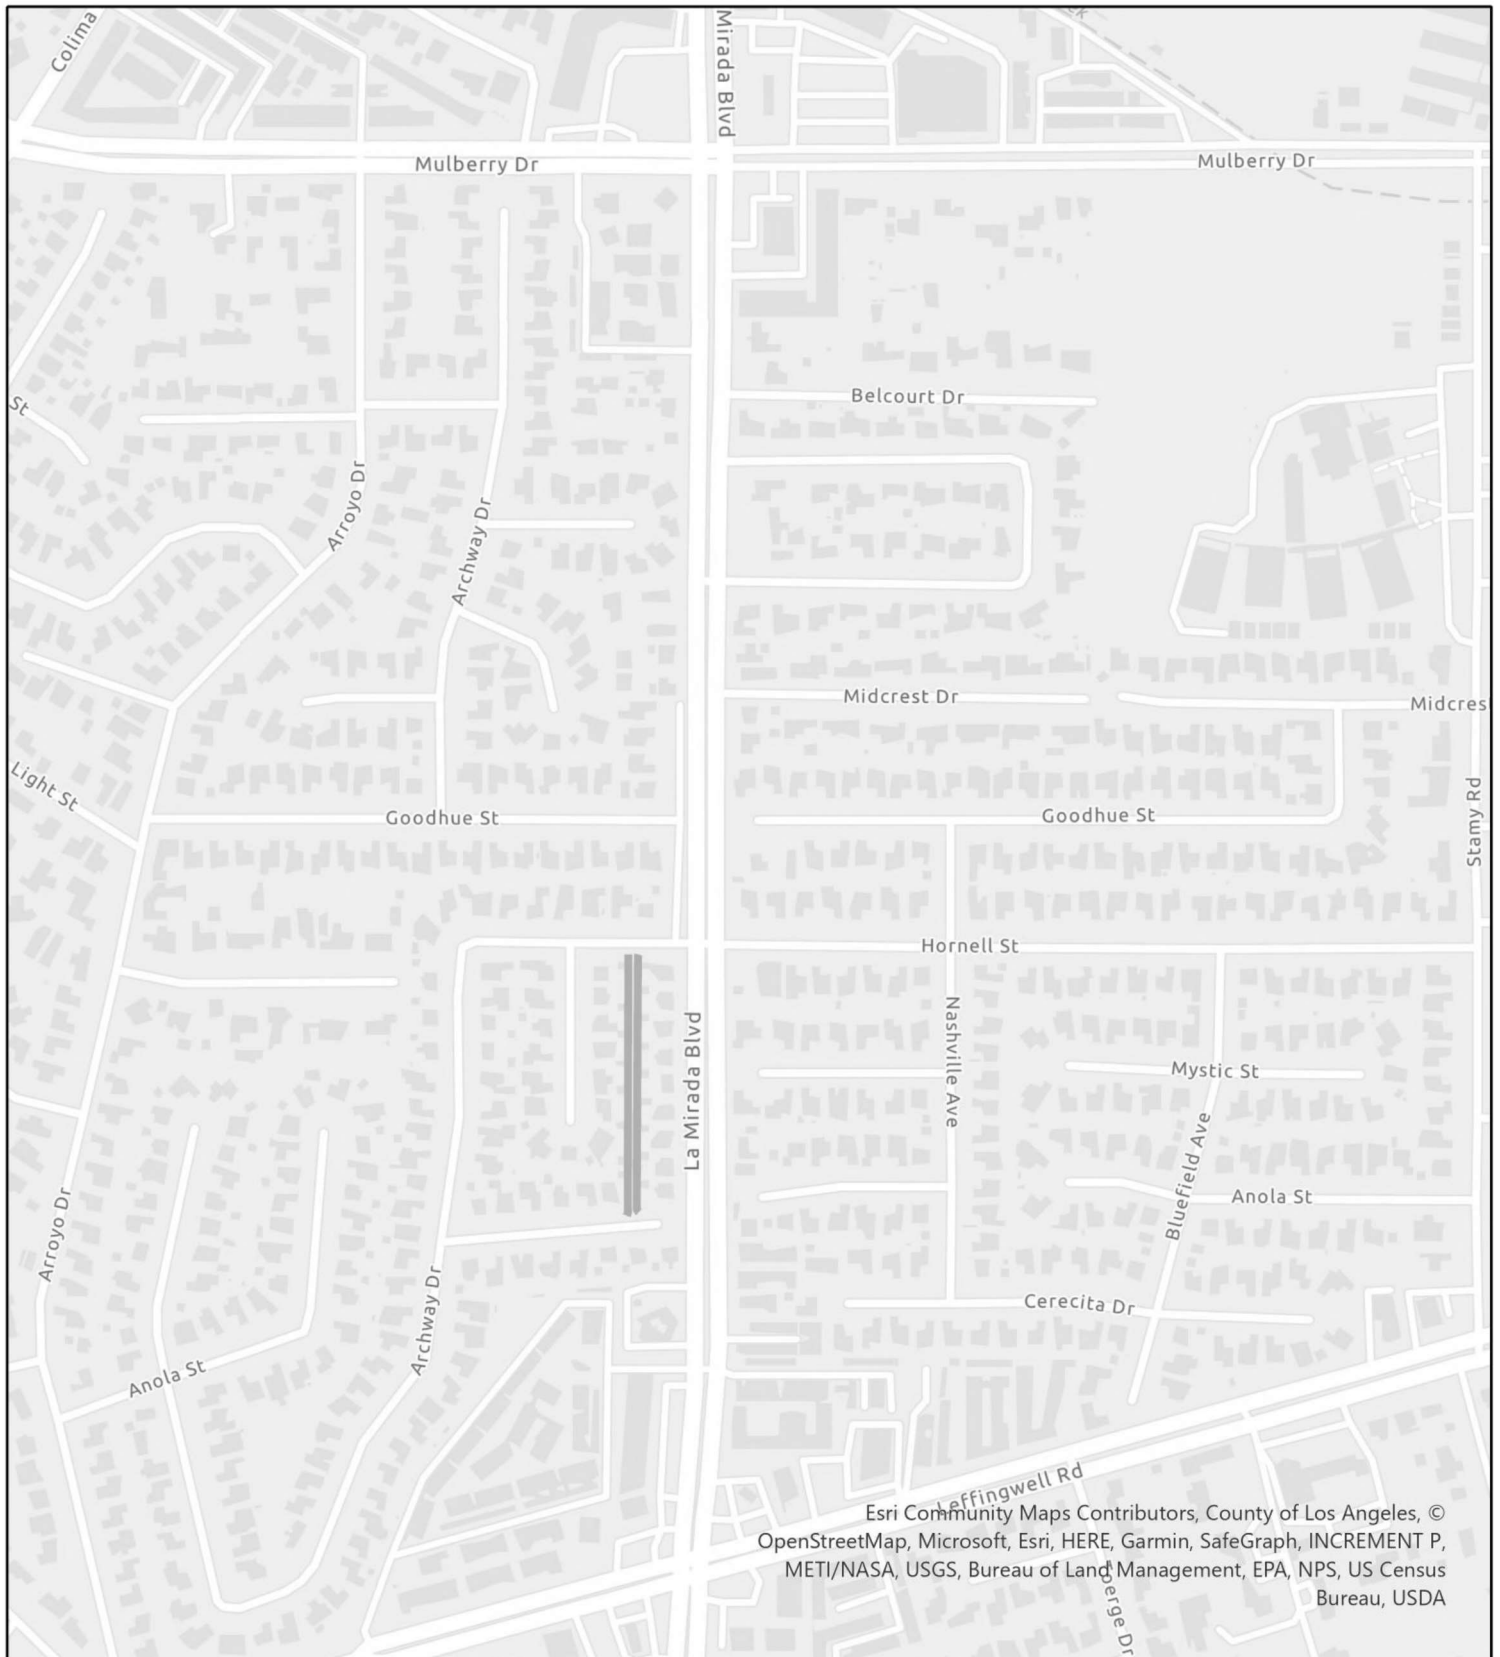 Colima
Mirada Blvd
Mulberry Dr
Mulberry Dr
St
Belcourt Dr
Arroyo Dr
Archway Dr
Midcrest Dr
Midcres
Light St
Goodhue St
Goodhue St
Stamy Rd
Hornell St
La Mirada Blvd
Nashville Ave
Mystic St
Bluefield Ave
Anola St
Arroyo Dr
Archway Dr
Cerecita Dr
Anola St
Leffingwell Rd
Esri Community Maps Contributors, County of Los Angeles, ©
OpenStreetMap, Microsoft, Esri, HERE, Garmin, SafeGraph, INCREMENT P,
METI/NASA, USGS, Bureau of Land Management, EPA, NPS, US Census
Bureau, USDA